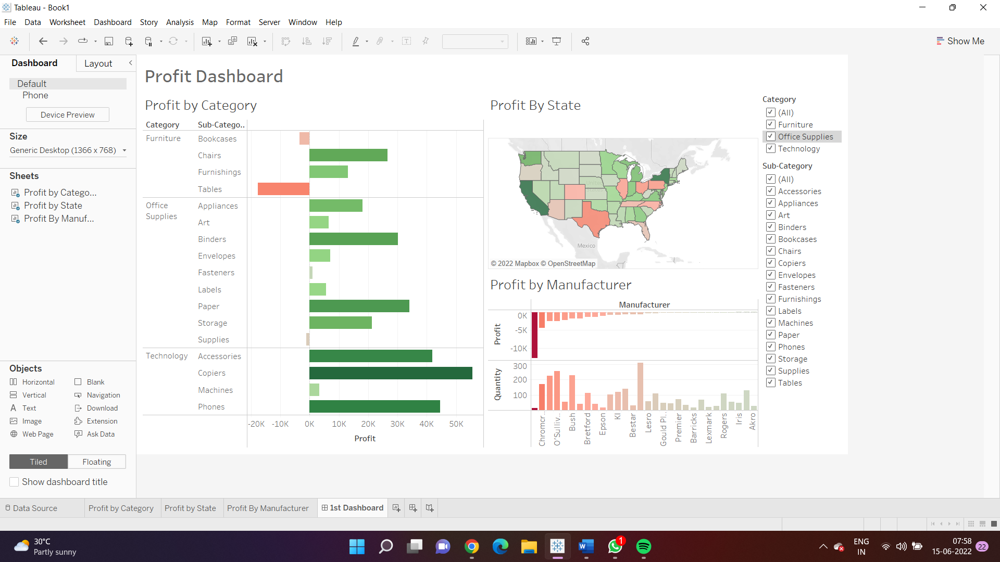 Tableau - Book1
File Data Worksheet Dashboard Story Analysis Map Format Server Window Help
Show Me
Dashboard
Layout
Default
Phone
Device Preview
Size
Generic Desktop (1366 x 768)
Sheets
Profit by Catego...
Profit by State
Profit By Manuf...
Objects
Horizontal
Blank
Vertical
Navigation
Text
Download
Image
Extension
Web Page
Ask Data
Tiled
Floating
Show dashboard title
Profit Dashboard
Profit by Category
Category
Sub-Catego..
Furniture
Bookcases
Chairs
Furnishings
Tables
Office
Supplies
Appliances
Art
Binders
Envelopes
Fasteners
Labels
Paper
Storage
Supplies
Technology
Accessories
Copiers
Machines
Phones
-20K -10K 0K 10K 20K 30K 40K 50K
Profit
Profit By State
United
States
Mexico
© 2022 Mapbox © OpenStreetMap
Profit by Manufacturer
Manufacturer
Profit
0K
-5K
-10K
Quantity
300
200
100
Chromcr..
O'Sulliv..
Bush
Bretford
Epson
KI
Bestar
Lesro
Gould Pl..
Premier
Barricks
Lexmark
Rogers
Iris
Akro
Category
(All)
Furniture
Office Supplies
Technology
Sub-Category
(All)
Accessories
Appliances
Art
Binders
Bookcases
Chairs
Copiers
Envelopes
Fasteners
Furnishings
Labels
Machines
Paper
Phones
Storage
Supplies
Tables
Data Source
Profit by Category
Profit by State
Profit By Manufacturer
1st Dashboard
30°C
Partly sunny
W
1
ENG
IN
07:58
15-06-2022
22